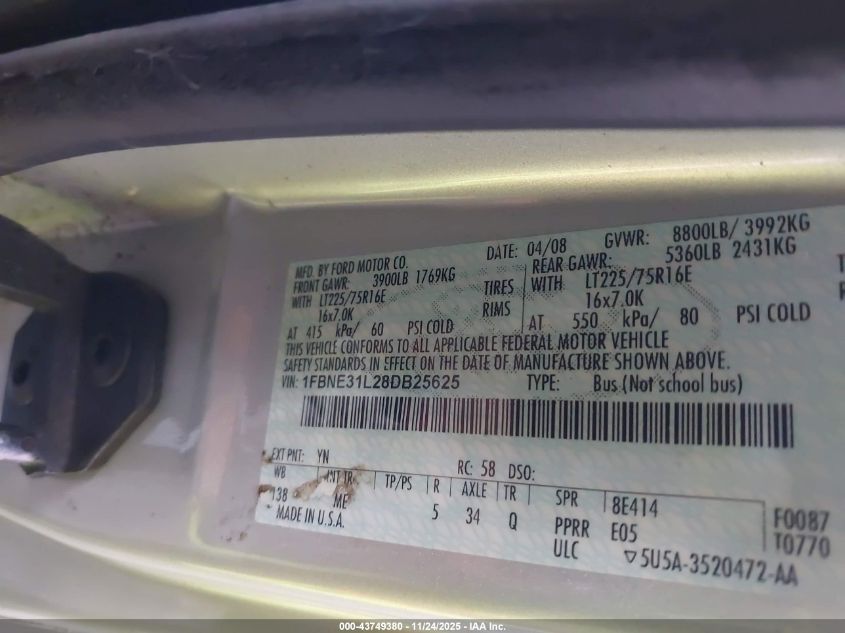 MFD. BY FORD MOTOR CO. DATE: 04/08 GVWR: 8800LB/ 3992KG
FRONT GAWR: 3900LB 1769KG REAR GAWR: 5360LB 2431KG
WITH LT225/75R16E TIRES WITH LT225/75R16E
16x7.0K RIMS 16x7.0K
AT 415 kPa/ 60 PSI COLD AT 550 kPa/ 80 PSI COLD
THIS VEHICLE CONFORMS TO ALL APPLICABLE FEDERAL MOTOR VEHICLE
SAFETY STANDARDS IN EFFECT ON THE DATE OF MANUFACTURE SHOWN ABOVE.
VIN: 1FBNE31L28DB25625 TYPE: Bus (Not school bus)
EXT PNT: YN RC: 58 DSO:
WB INT TR TP/PS R AXLE TR SPR 8E414 F0087
138 ME 5 34 Q PPRR E05 T0770
MADE IN U.S.A. ULC ▽5U5A-3520472-AA
000-43749380 - 11/24/2025 - IAA Inc.